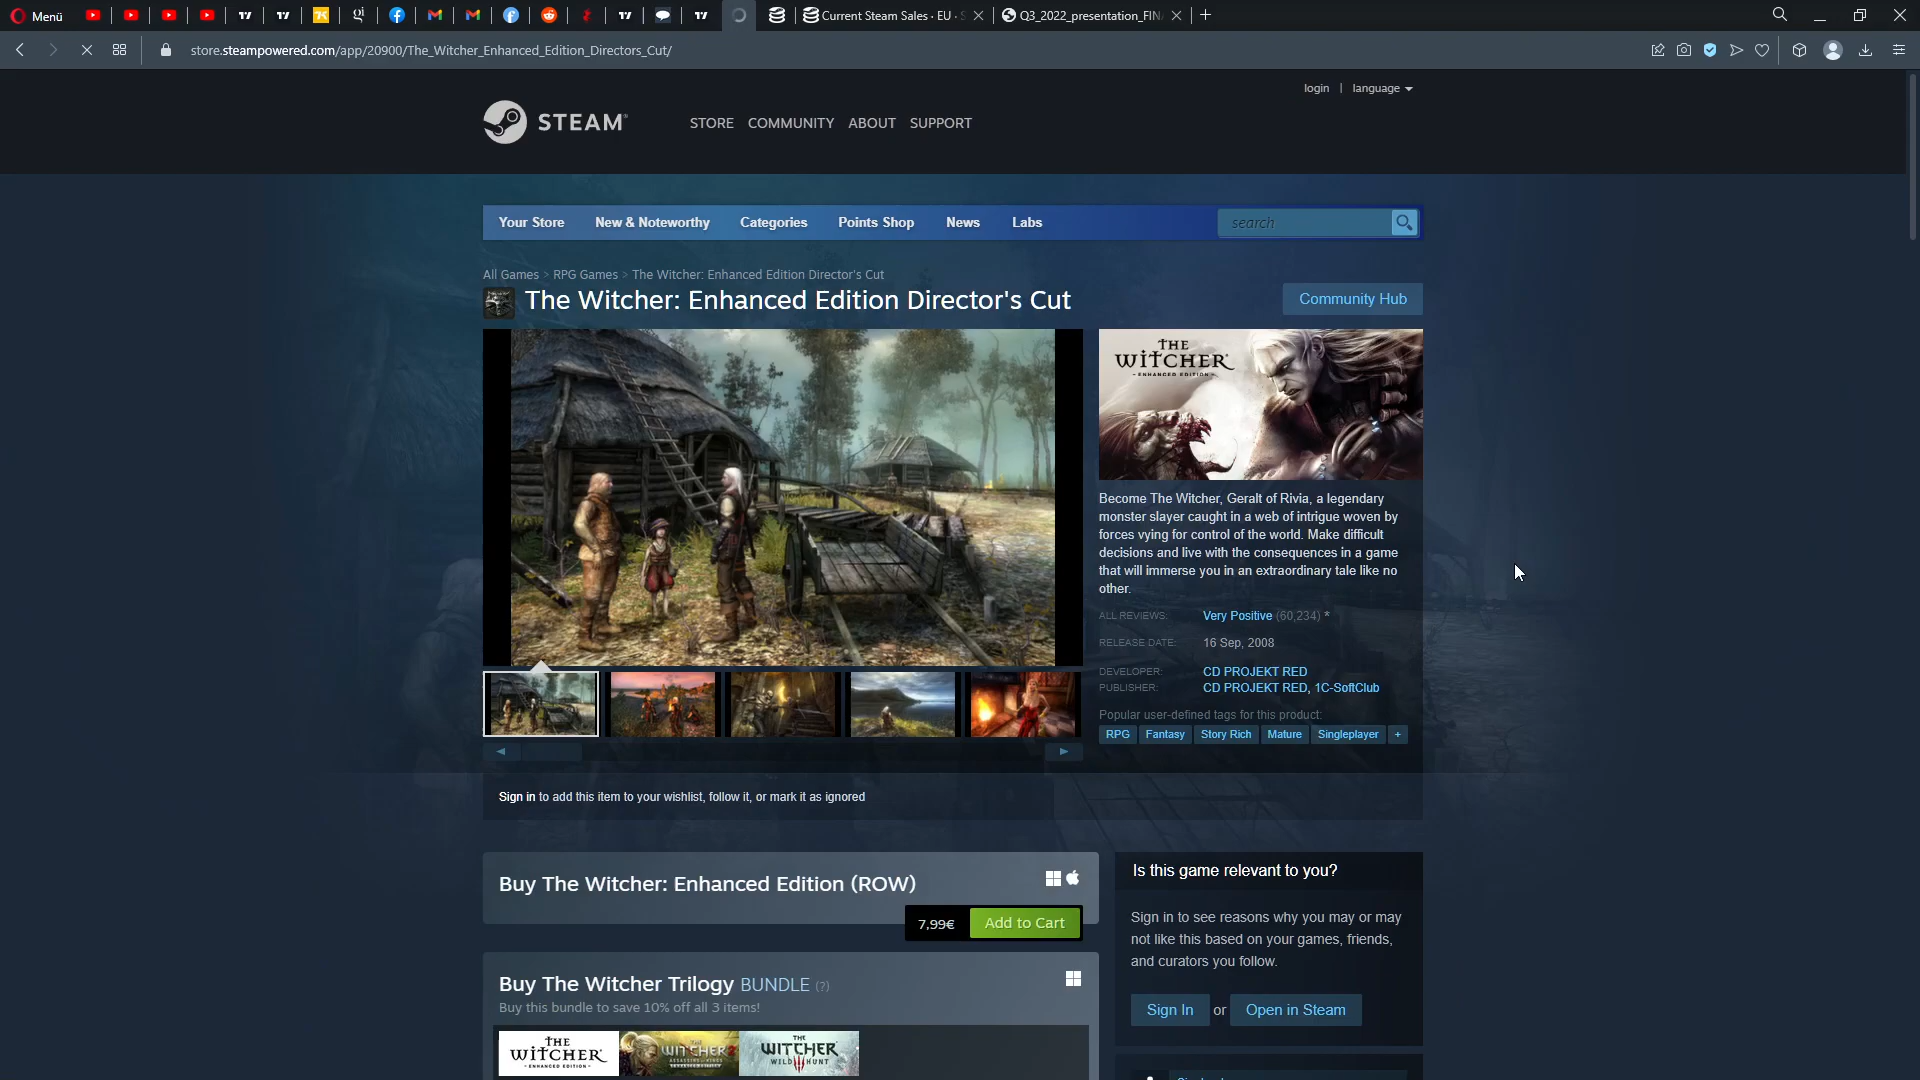 Menü
Current Steam Sales · EU · S
Q3_2022_presentation_FIN
store.steampowered.com/app/20900/The_Witcher_Enhanced_Edition_Directors_Cut/
login | language
STEAM
STORE COMMUNITY ABOUT SUPPORT
Your Store New & Noteworthy Categories Points Shop News Labs search
All Games > RPG Games > The Witcher: Enhanced Edition Director's Cut
The Witcher: Enhanced Edition Director's Cut
Community Hub
THE
WITCHER
- ENHANCED EDITION -
Become The Witcher, Geralt of Rivia, a legendary
monster slayer caught in a web of intrigue woven by
forces vying for control of the world. Make difficult
decisions and live with the consequences in a game
that will immerse you in an extraordinary tale like no
other.
ALL REVIEWS: Very Positive (60,234) *
RELEASE DATE: 16 Sep, 2008
DEVELOPER: CD PROJEKT RED
PUBLISHER: CD PROJEKT RED, 1C-SoftClub
Popular user-defined tags for this product:
RPG Fantasy Story Rich Mature Singleplayer +
Sign in to add this item to your wishlist, follow it, or mark it as ignored
Buy The Witcher: Enhanced Edition (ROW)
7,99€ Add to Cart
Buy The Witcher Trilogy BUNDLE (?)
Buy this bundle to save 10% off all 3 items!
THE
WITCHER
- ENHANCED EDITION -
THE
WITCHER 2
THE
WITCHER
WILD HUNT
Is this game relevant to you?
Sign in to see reasons why you may or may
not like this based on your games, friends,
and curators you follow.
Sign In or Open in Steam